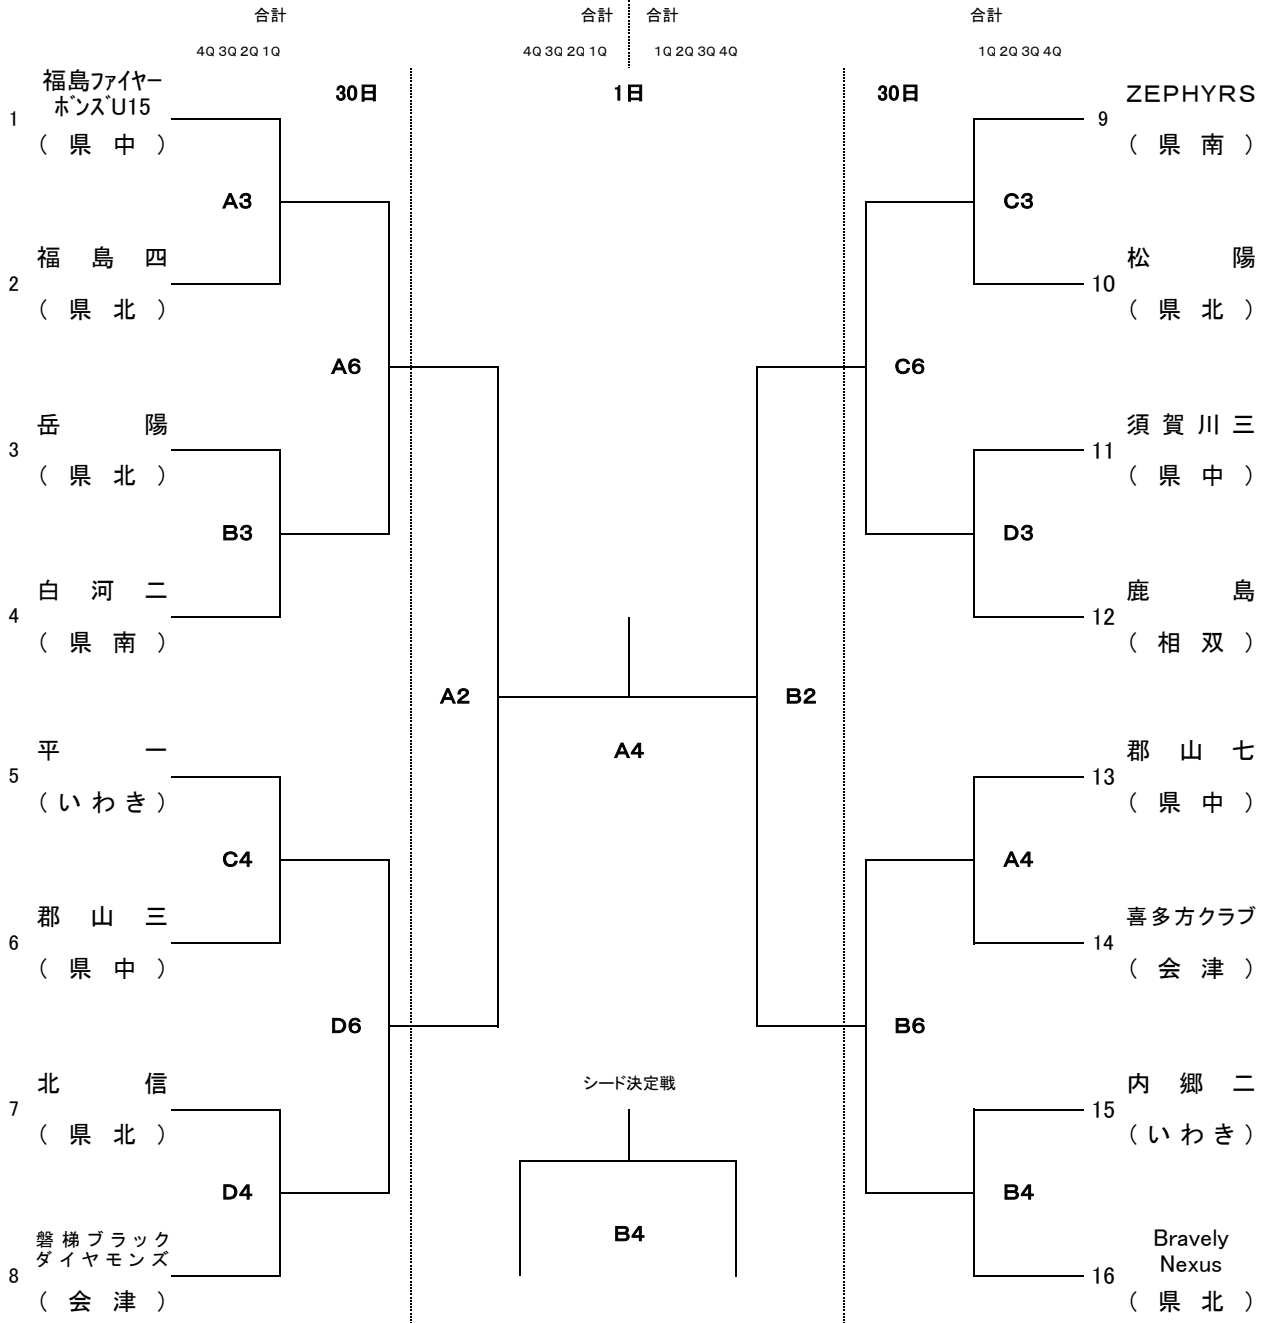 合計
合計
合計
合計
4Q 3Q 2Q 1Q
4Q 3Q 2Q 1Q
1Q 2Q 3Q 4Q
1Q 2Q 3Q 4Q
30日
1日
30日
1
福島ファイヤー
ボンズU15
(県中)
A3
2
福島四
(県北)
A6
3
岳陽
(県北)
B3
4
白河二
(県南)
A2
5
平一
(いわき)
C4
6
郡山三
(県中)
D6
7
北信
(県北)
D4
8
磐梯ブラック
ダイヤモンズ
(会津)
A4
シード決定戦
B4
ZEPHYRS
9
(県南)
C3
松陽
10
(県北)
C6
須賀川三
11
(県中)
D3
鹿島
12
(相双)
B2
郡山七
13
(県中)
A4
喜多方クラブ
14
(会津)
B6
内郷二
15
(いわき)
B4
Bravely
Nexus
16
(県北)